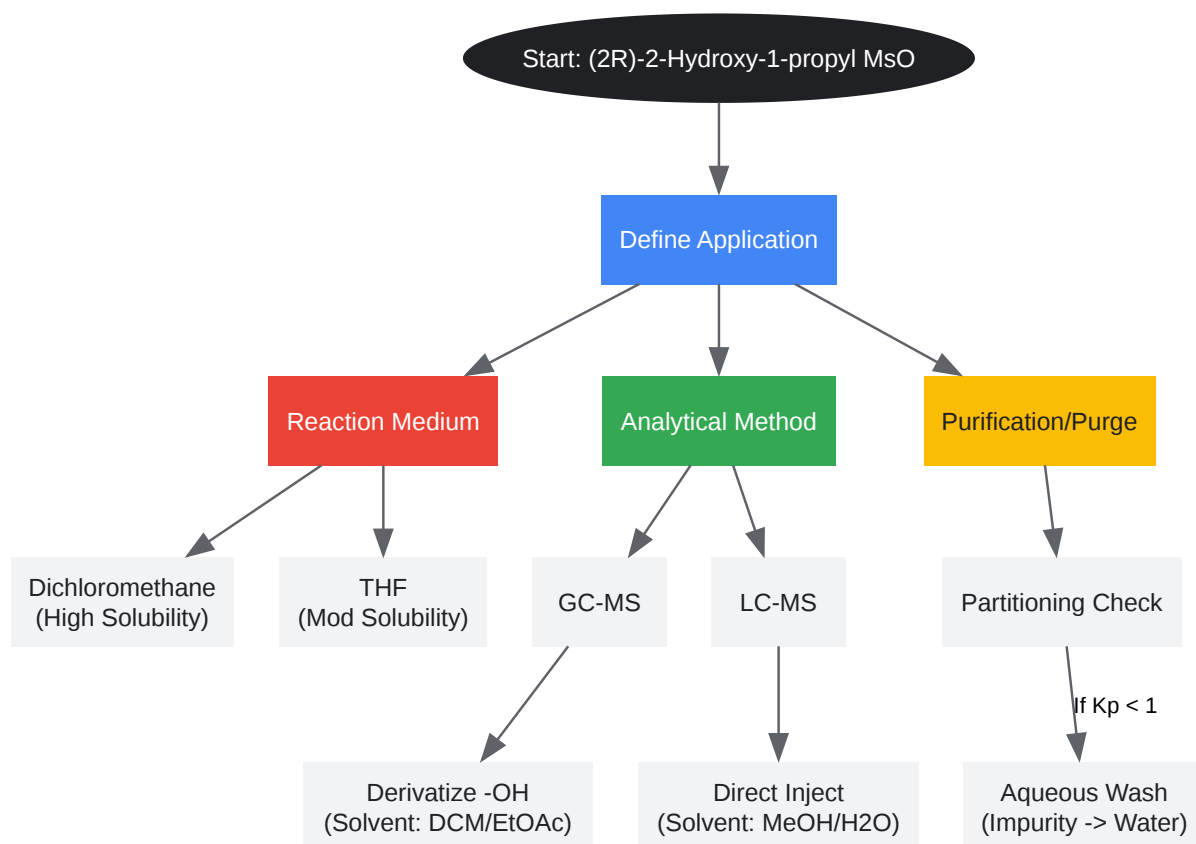 Start: (2R)-2-Hydroxy-1-propyl MsO
Define Application
Reaction Medium
Analytical Method
Purification/Purge
Dichloromethane
(High Solubility)
THF
(Mod Solubility)
GC-MS
LC-MS
Partitioning Check
If Kp < 1
Derivatize -OH
(Solvent: DCM/EtOAc)
Direct Inject
(Solvent: MeOH/H2O)
Aqueous Wash
(Impurity -> Water)